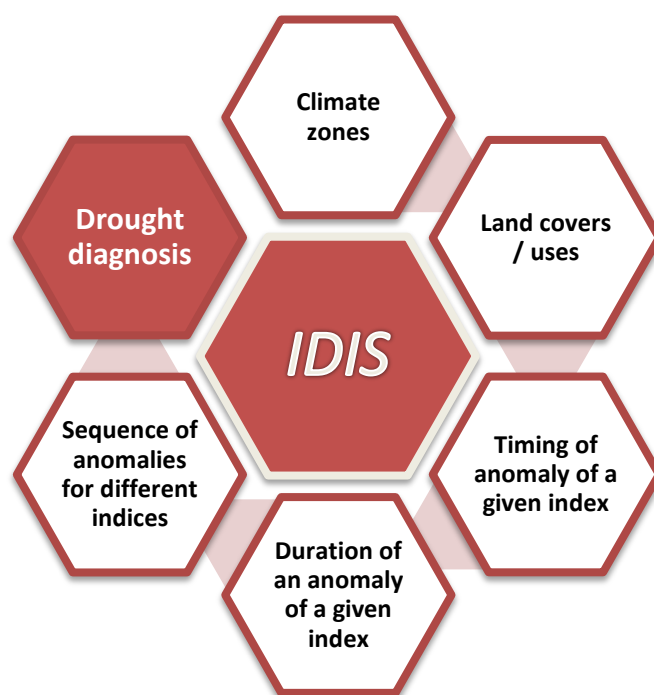 Climate
zones
Land covers
/ uses
Timing of
anomaly of a
given index
Duration of
an anomaly
of a given
index
Sequence of
anomalies
for different
indices
Drought
diagnosis
IDIS